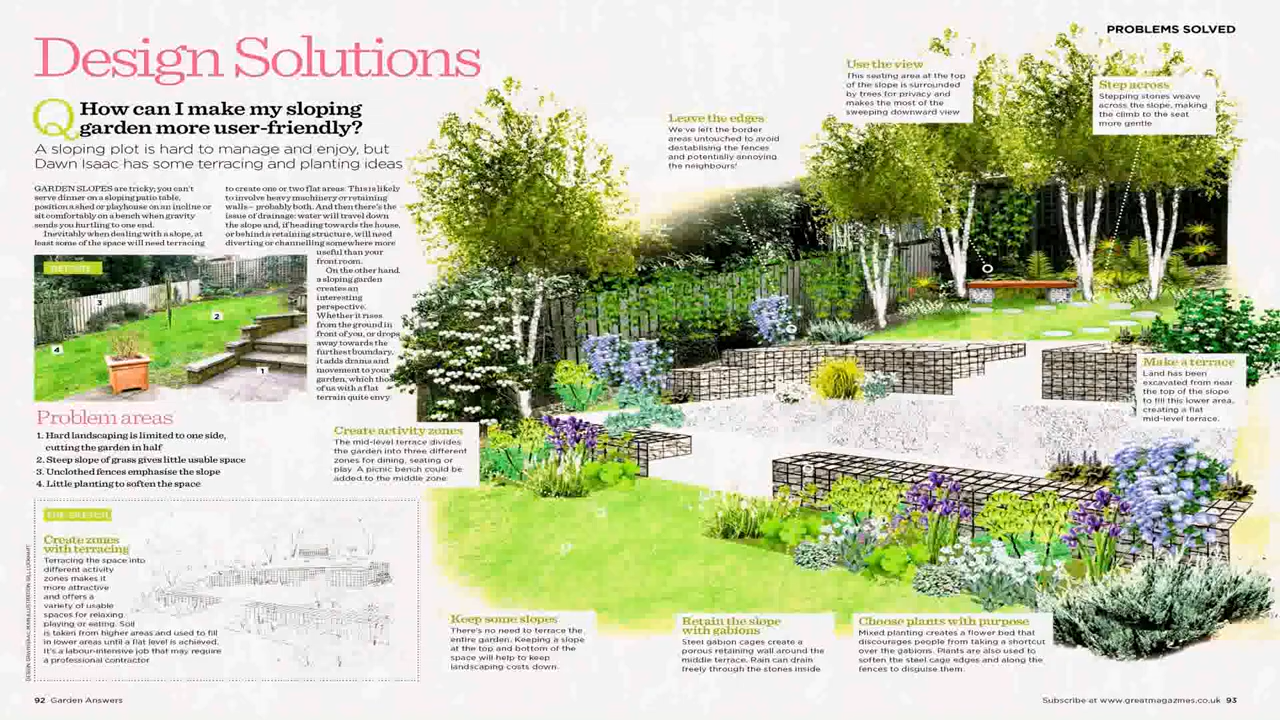 PROBLEMS SOLVED
Design Solutions
Q How can I make my sloping
garden more user-friendly?
A sloping plot is hard to manage and enjoy, but
Dawn Isaac has some terracing and planting ideas
GARDEN SLOPES are tricky; you can't
serve dinner on a sloping patio table,
position a shed or playhouse on an incline or
sit comfortably on a bench when gravity
sends you hurtling to one end.
Inevitably when dealing with a slope, at
least some of the space will need terracing
to create one or two flat areas. This is likely
to involve heavy machinery or retaining
walls – probably both. And then there's the
issue of drainage: water will travel down
the slope and, if heading towards the house,
or behind a retaining structure, will need
diverting or channelling somewhere more
useful than your
front room.
On the other hand,
a sloping garden
creates an
interesting
perspective.
Whether it rises
from the ground in
front of you, or drops
away towards the
furthest boundary,
it adds drama and
movement to your
garden, which those
of us with a flat
terrain quite envy.
3
2
4
1
Problem areas
1. Hard landscaping is limited to one side,
cutting the garden in half
2. Steep slope of grass gives little usable space
3. Unclothed fences emphasise the slope
4. Little planting to soften the space
THE SKETCH
Create zones
with terracing
Terracing the space into
different activity
zones makes it
more attractive
and offers a
variety of usable
spaces for relaxing,
playing or eating. Soil
is taken from higher areas and used to fill
in lower areas until a flat level is achieved.
It's a labour-intensive job that may require
a professional contractor
Leave the edges
We've left the border
areas untouched to avoid
destabilising the fences
and potentially annoying
the neighbours!
Use the view
This seating area at the top
of the slope is surrounded
by trees for privacy and
makes the most of the
sweeping downward view
Step across
Stepping stones weave
across the slope, making
the climb to the seat
more gentle
Make a terrace
Land has been
excavated from near
the top of the slope
to fill this lower area,
creating a flat
mid-level terrace.
Create activity zones
The mid-level terrace divides
the garden into three different
zones for dining, seating or
play. A picnic bench could be
added to the middle zone
Keep some slopes
There's no need to terrace the
entire garden. Keeping a slope
at the top and bottom of the
space will help to keep
landscaping costs down.
Retain the slope
with gabions
Steel gabion cages create a
porous retaining wall around the
middle terrace. Rain can drain
freely through the stones inside
Choose plants with purpose
Mixed planting creates a flower bed that
discourages people from taking a shortcut
over the gabions. Plants are also used to
soften the steel cage edges and along the
fences to disguise them.
92 Garden Answers
Subscribe at www.greatmagazines.co.uk 93